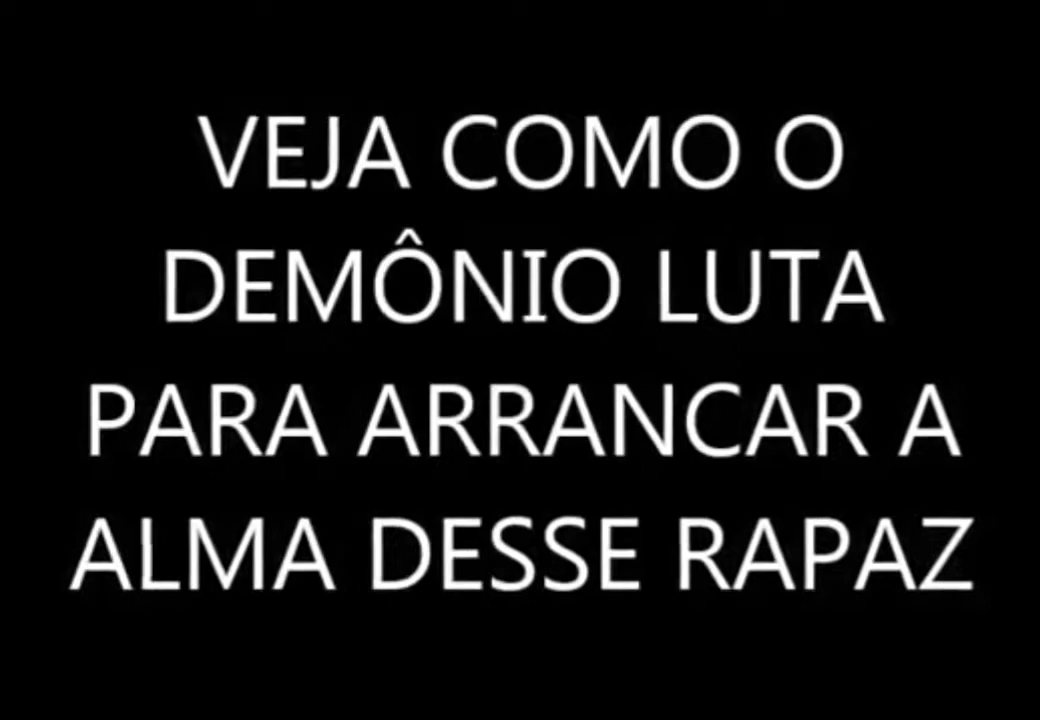 VEJA COMO O
DEMÔNIO LUTA
PARA ARRANCAR A
ALMA DESSE RAPAZ